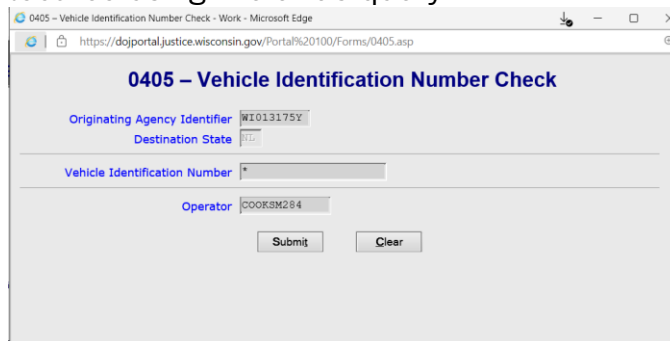 0405 – Vehicle Identification Number Check - Work - Microsoft Edge
https://dojportal.justice.wisconsin.gov/Portal%20100/Forms/0405.asp
0405 – Vehicle Identification Number Check
Originating Agency Identifier WI013175Y
Destination State NL
Vehicle Identification Number *
Operator COOKSM284
Submit Clear